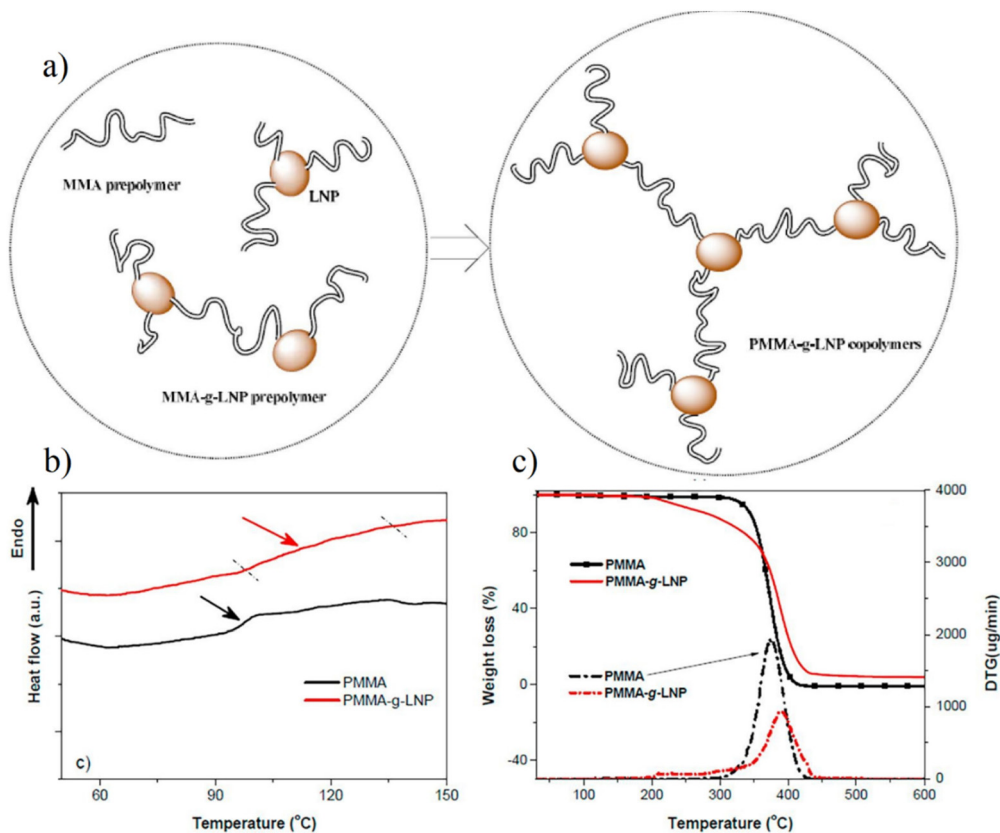 a)
MMA prepolymer
LNP
MMA-g-LNP prepolymer
PMMA-g-LNP copolymers
b)
Endo
Heat flow (a.u.)
PMMA
PMMA-g-LNP
c)
60
90
120
150
Temperature (°C)
c)
Weight loss (%)
80
40
0
-40
PMMA
PMMA-g-LNP
PMMA
PMMA-g-LNP
4000
3000
2000
1000
0
DTG(ug/min)
100
200
300
400
500
600
Temperature (°C)